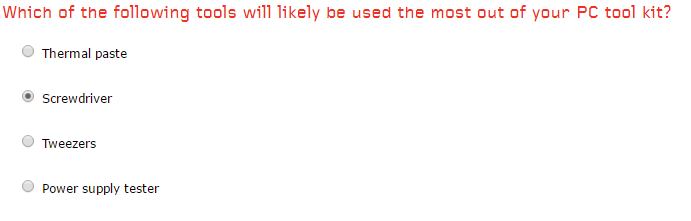 Which of the following tools will likely be used the most out of your PC tool kit?
Thermal paste
Screwdriver
Tweezers
Power supply tester